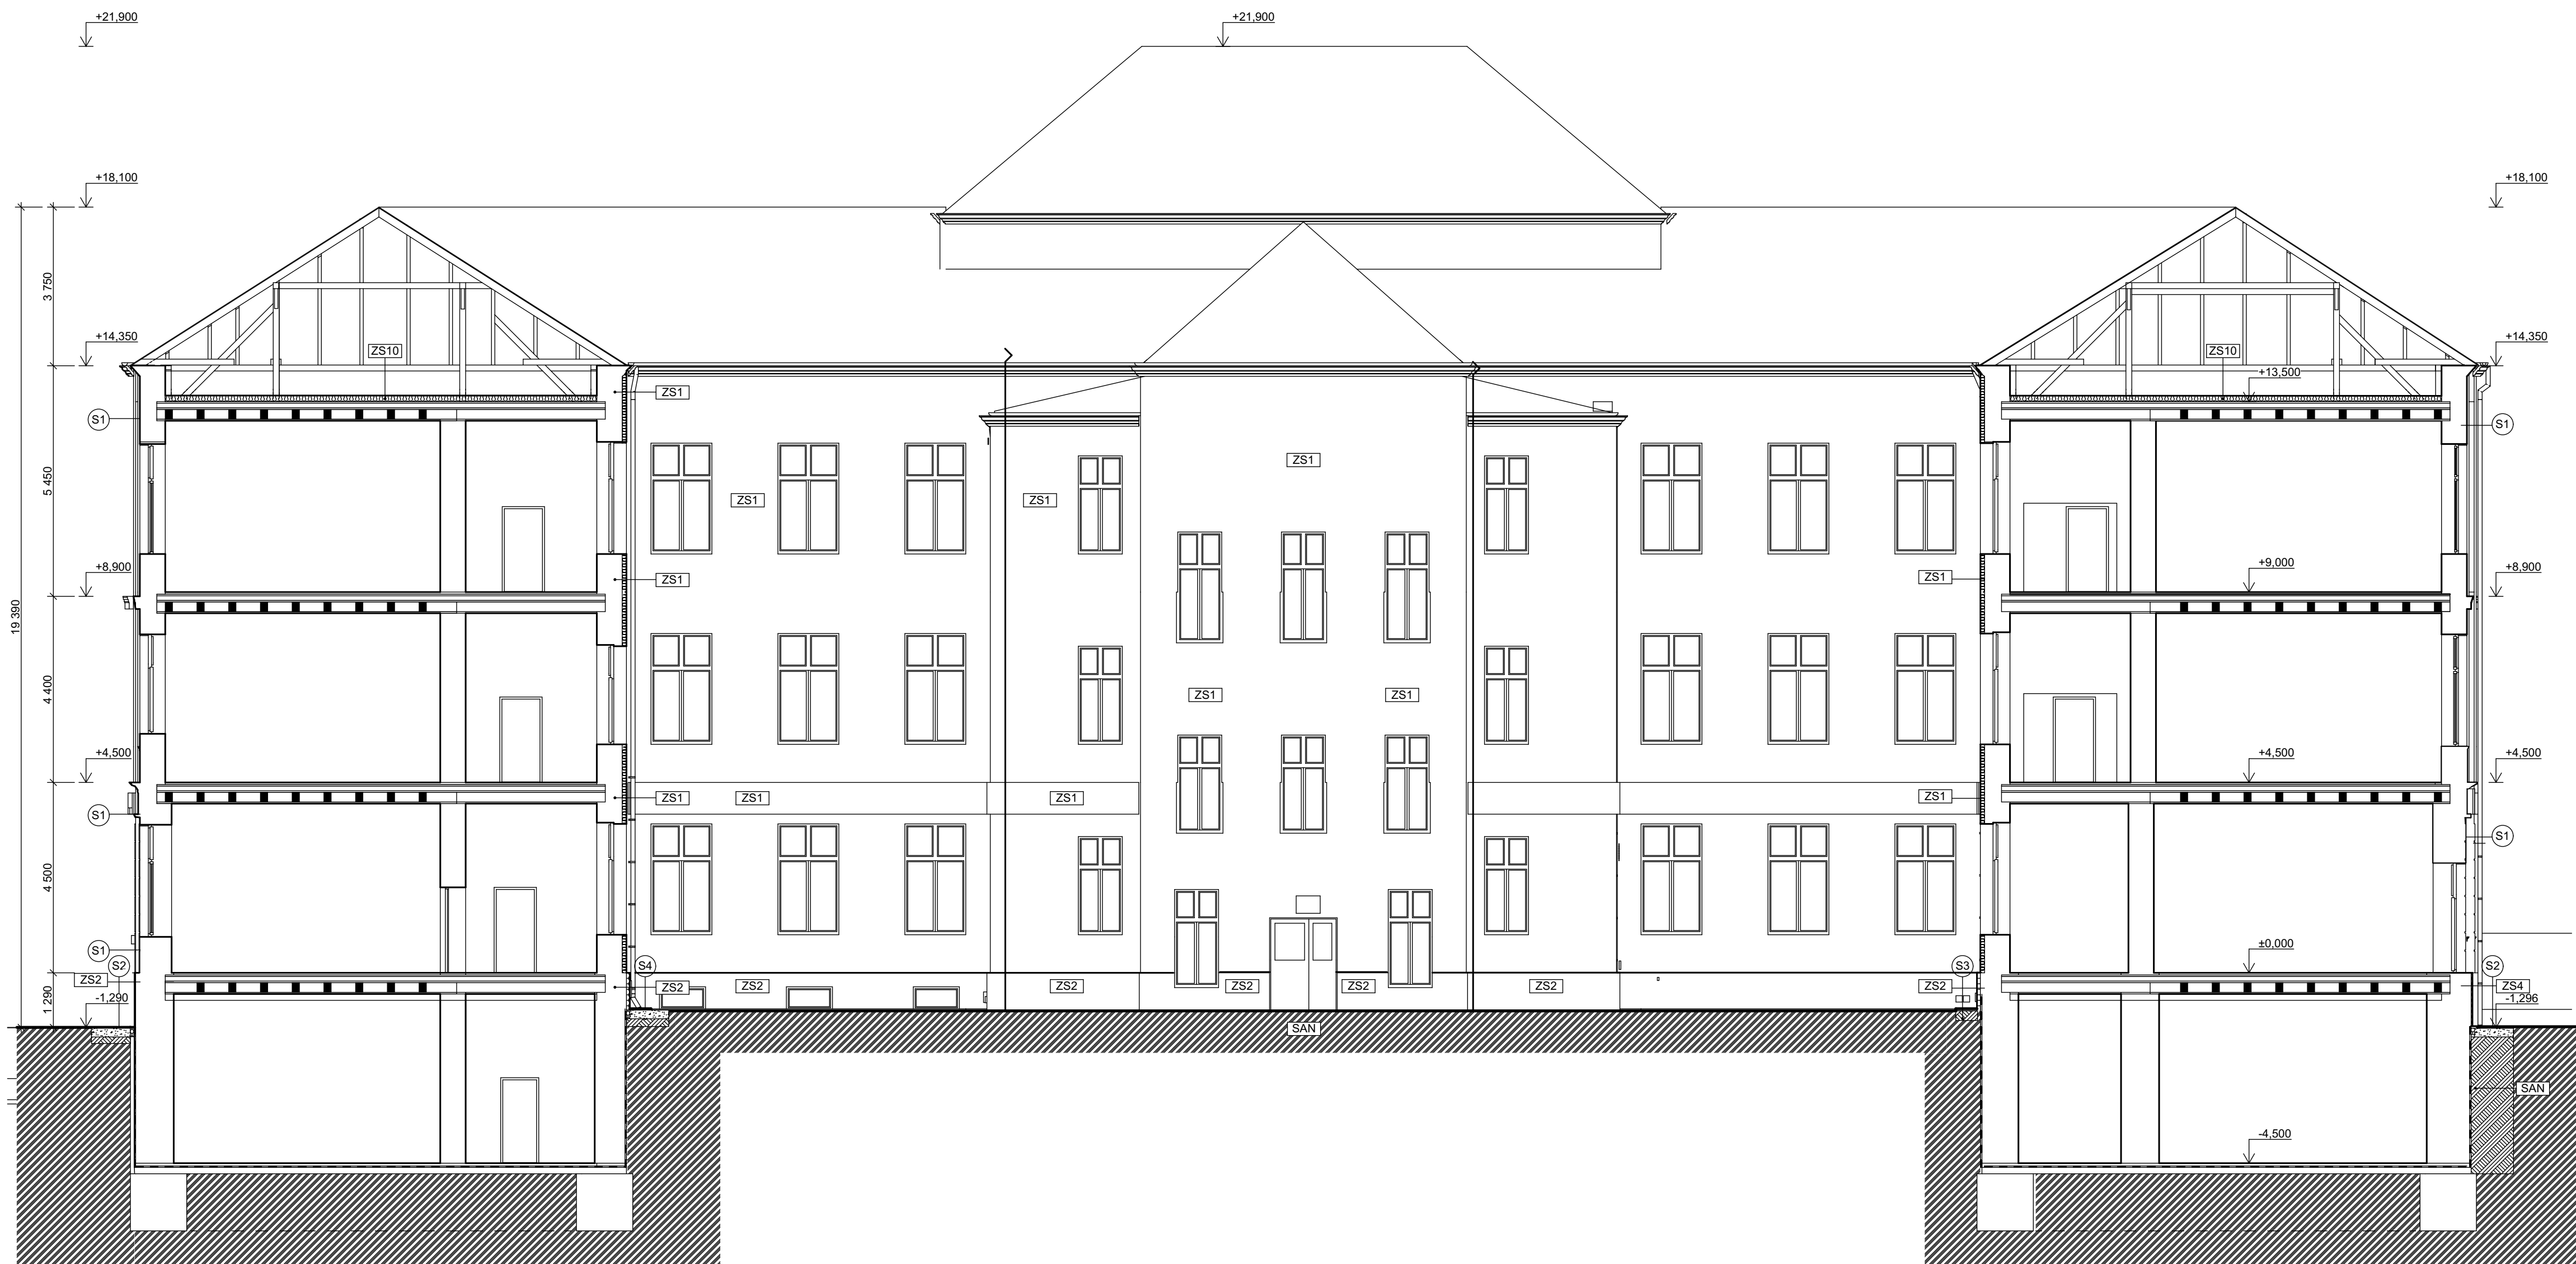 +21,900
+21,900
+18,100
+18,100
3 750
+14,350
+14,350
ZS10
ZS10
+13,500
ZS1
S1
S1
ZS1
5 450
ZS1
ZS1
+8,900
ZS1
ZS1
+9,000
+8,900
19 390
4 400
ZS1
ZS1
+4,500
+4,500
+4,500
ZS1
ZS1
ZS1
ZS1
S1
S1
4 500
S1
±0,000
S2
S4
S3
S2
ZS2
ZS2
ZS2
ZS2
ZS2
ZS2
ZS2
ZS2
ZS4
1 290
-1,290
-1,296
SAN
SAN
-4,500